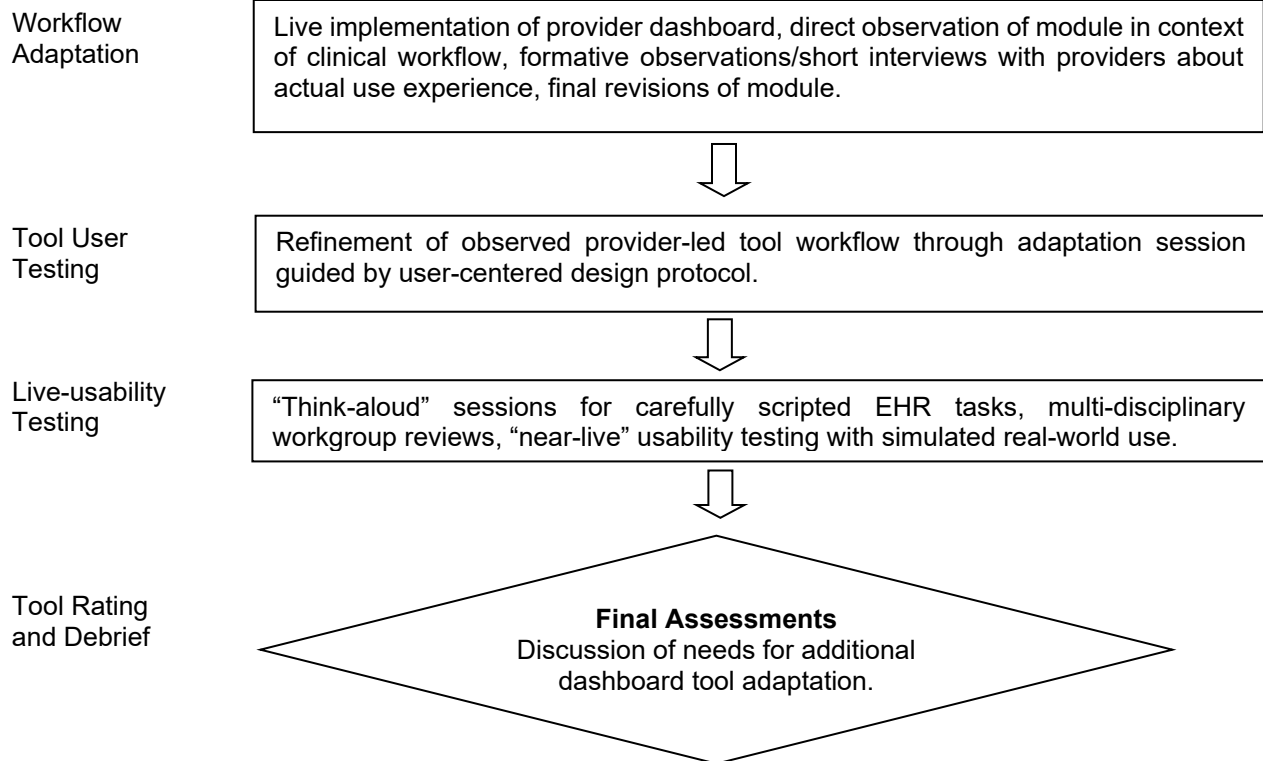 Workflow
Adaptation
Live implementation of provider dashboard, direct observation of module in context
of clinical workflow, formative observations/short interviews with providers about
actual use experience, final revisions of module.
Tool User
Testing
Refinement of observed provider-led tool workflow through adaptation session
guided by user-centered design protocol.
Live-usability
Testing
“Think-aloud” sessions for carefully scripted EHR tasks, multi-disciplinary
workgroup reviews, “near-live” usability testing with simulated real-world use.
Tool Rating
and Debrief
Final Assessments
Discussion of needs for additional
dashboard tool adaptation.